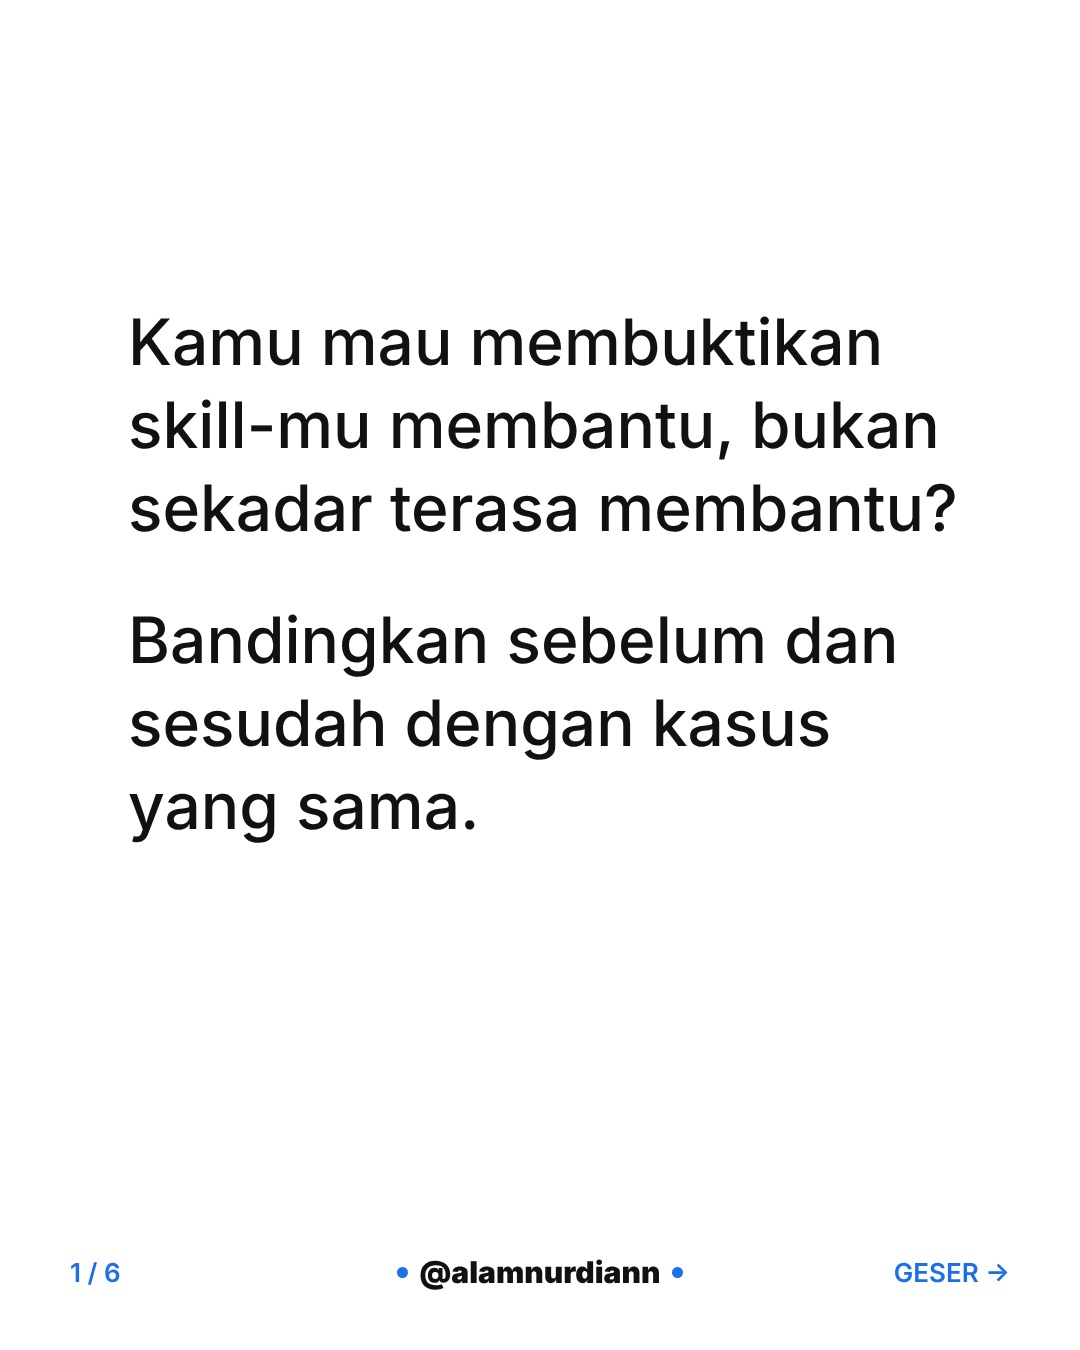 Kamu mau membuktikan
skill-mu membantu, bukan
sekadar terasa membantu?
Bandingkan sebelum dan
sesudah dengan kasus
yang sama.
1 / 6
• @alamnurdiann •
GESER →